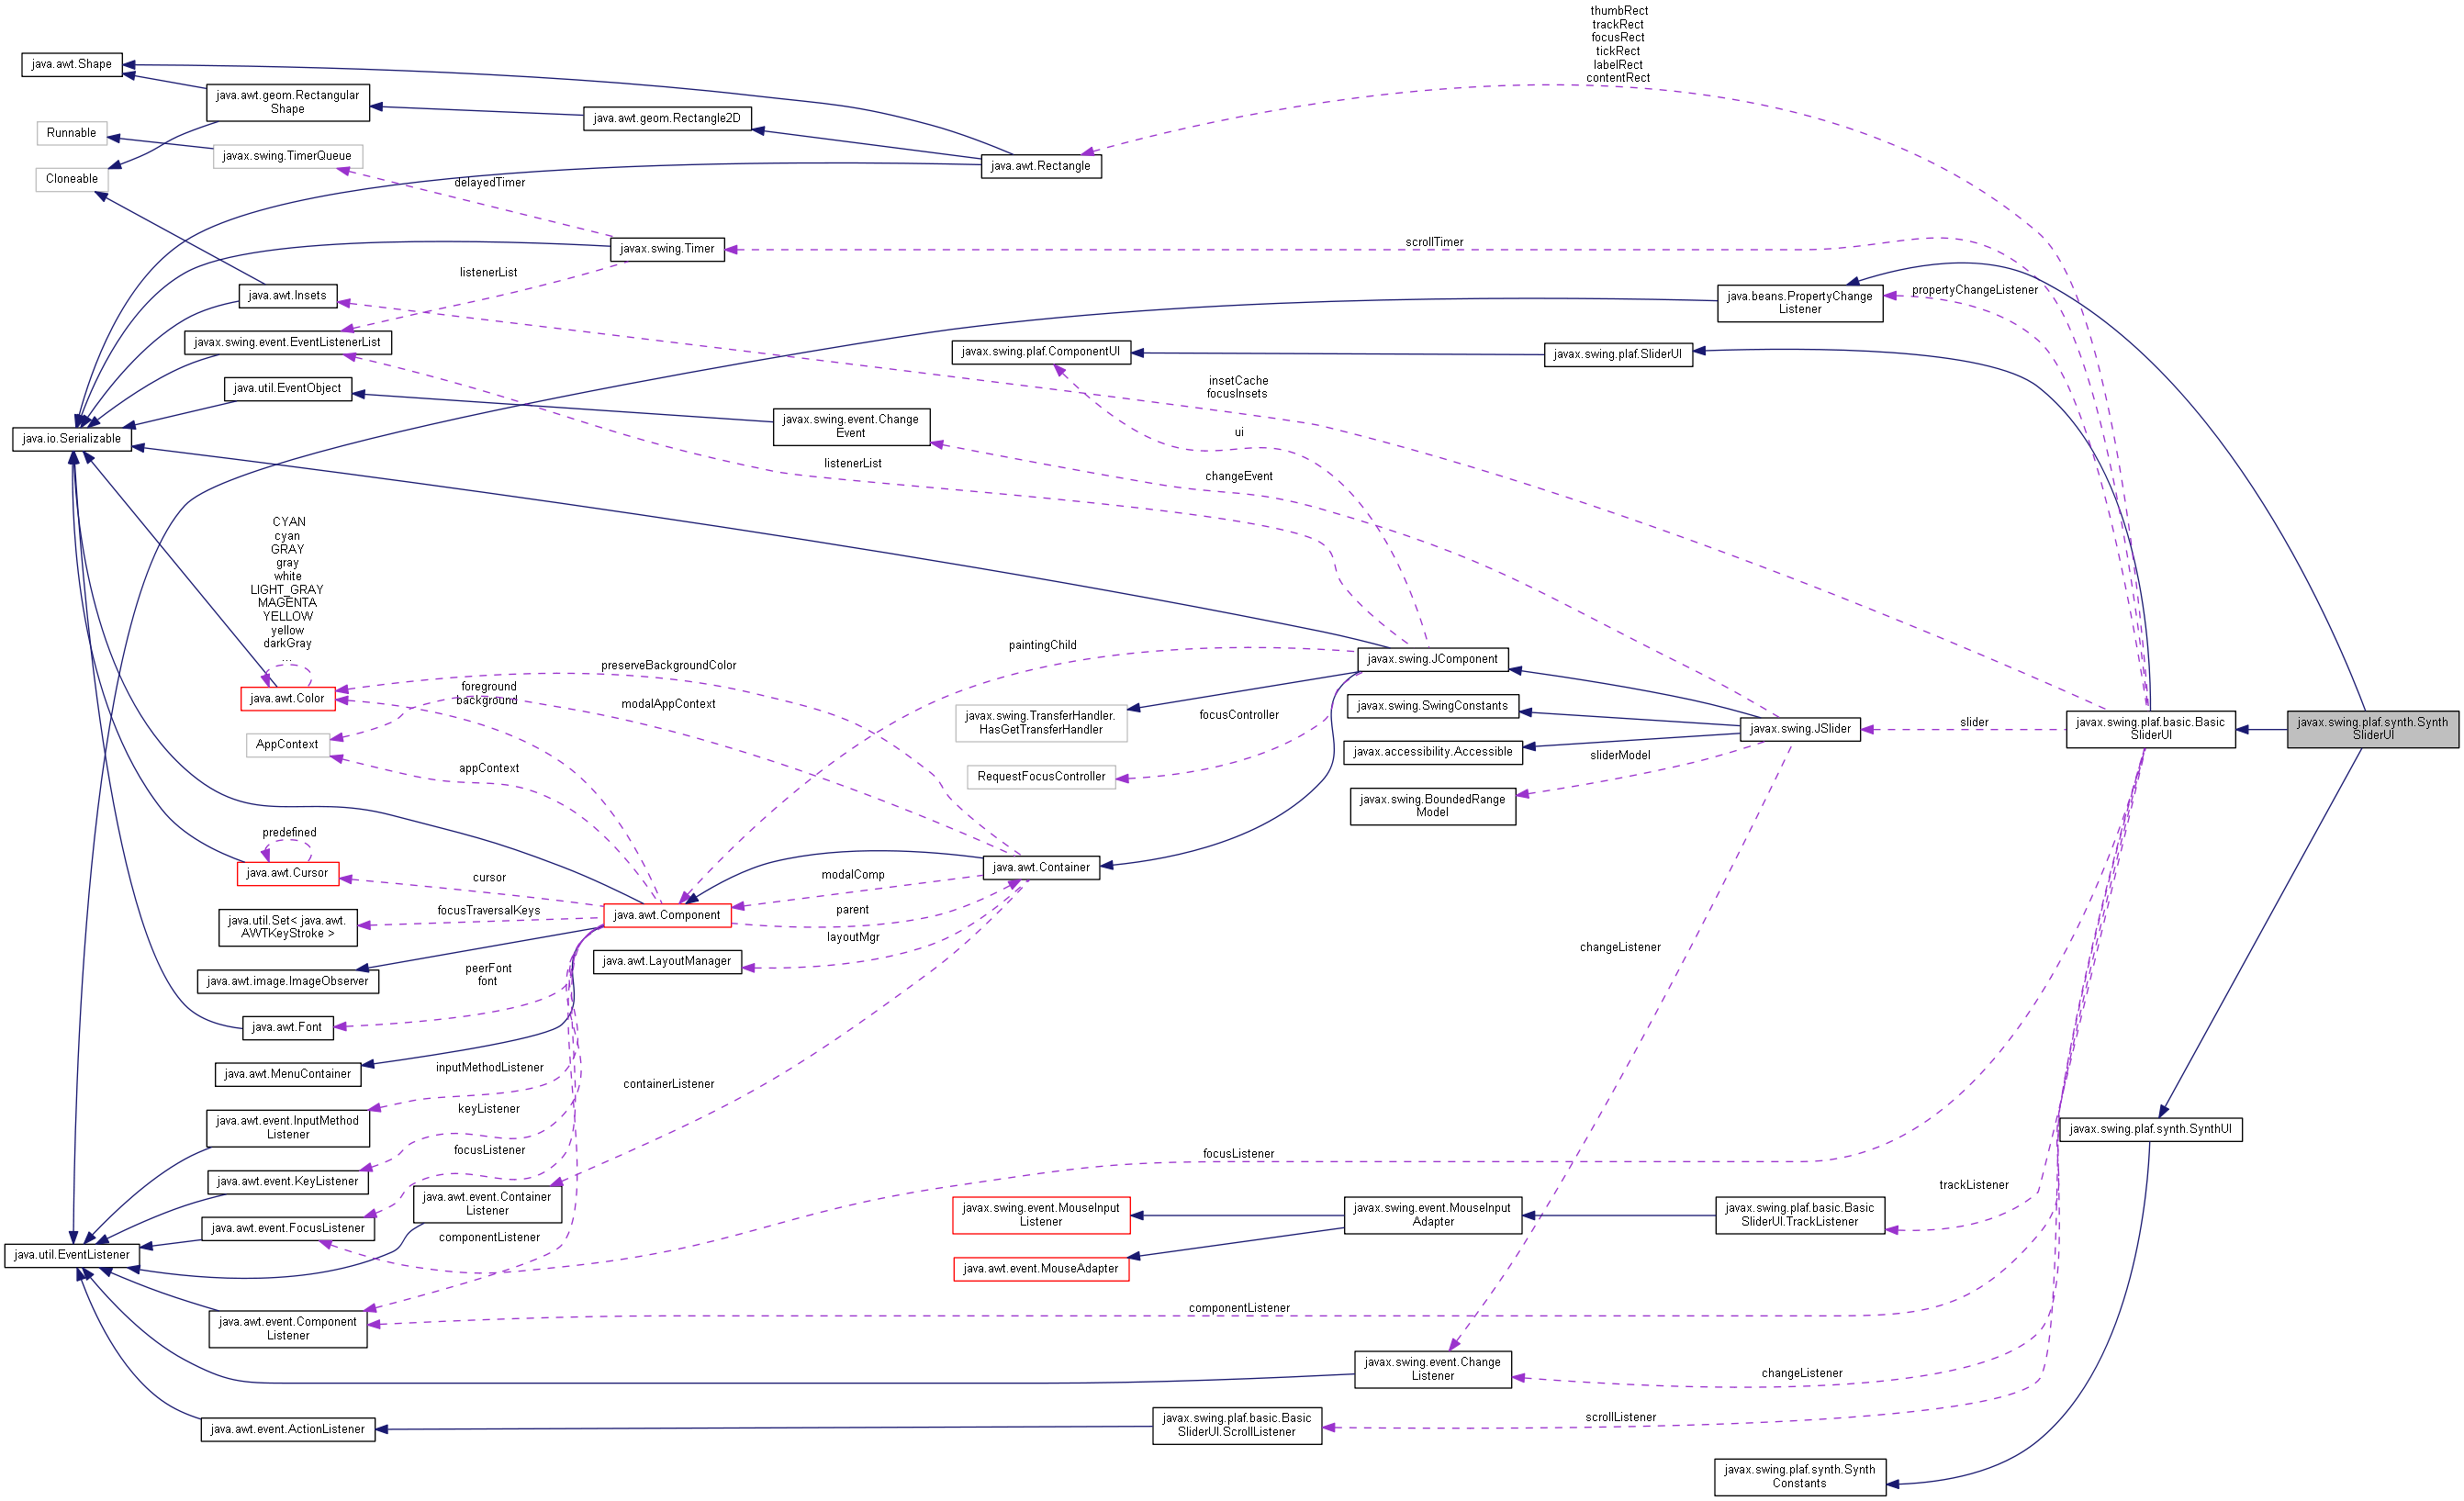 thumbRect
trackRect
focusRect
tickRect
labelRect
contentRect
java.awt.Shape
java.awt.geom.Rectangular
Shape
java.awt.geom.Rectangle2D
Runnable
javax.swing.TimerQueue
java.awt.Rectangle
Cloneable
delayedTimer
javax.swing.Timer
scrollTimer
listenerList
java.awt.Insets
java.beans.PropertyChange
Listener
propertyChangeListener
javax.swing.event.EventListenerList
javax.swing.plaf.ComponentUI
javax.swing.plaf.SliderUI
java.util.EventObject
insetCache
focusInsets
javax.swing.event.Change
Event
ui
java.io.Serializable
listenerList
changeEvent
CYAN
cyan
GRAY
gray
white
LIGHT_GRAY
MAGENTA
YELLOW
yellow
darkGray
...
java.awt.Color
preserveBackgroundColor
foreground
background
modalAppContext
paintingChild
javax.swing.JComponent
javax.swing.TransferHandler.
HasGetTransferHandler
focusController
javax.swing.SwingConstants
javax.swing.JSlider
slider
javax.swing.plaf.basic.Basic
SliderUI
javax.swing.plaf.synth.Synth
SliderUI
AppContext
appContext
RequestFocusController
javax.accessibility.Accessible
sliderModel
javax.swing.BoundedRange
Model
predefined
java.awt.Cursor
cursor
modalComp
java.awt.Container
java.util.Set< java.awt.
AWTKeyStroke >
focusTraversalKeys
java.awt.Component
parent
layoutMgr
java.awt.LayoutManager
changeListener
java.awt.image.ImageObserver
peerFont
font
java.awt.Font
java.awt.MenuContainer
inputMethodListener
containerListener
java.awt.event.InputMethod
Listener
keyListener
javax.swing.plaf.synth.SynthUI
focusListener
focusListener
java.awt.event.KeyListener
java.awt.event.Container
Listener
trackListener
javax.swing.event.MouseInput
Listener
javax.swing.event.MouseInput
Adapter
javax.swing.plaf.basic.Basic
SliderUI.TrackListener
java.awt.event.FocusListener
componentListener
java.util.EventListener
java.awt.event.MouseAdapter
java.awt.event.Component
Listener
componentListener
javax.swing.event.Change
Listener
changeListener
java.awt.event.ActionListener
javax.swing.plaf.basic.Basic
SliderUI.ScrollListener
scrollListener
javax.swing.plaf.synth.Synth
Constants